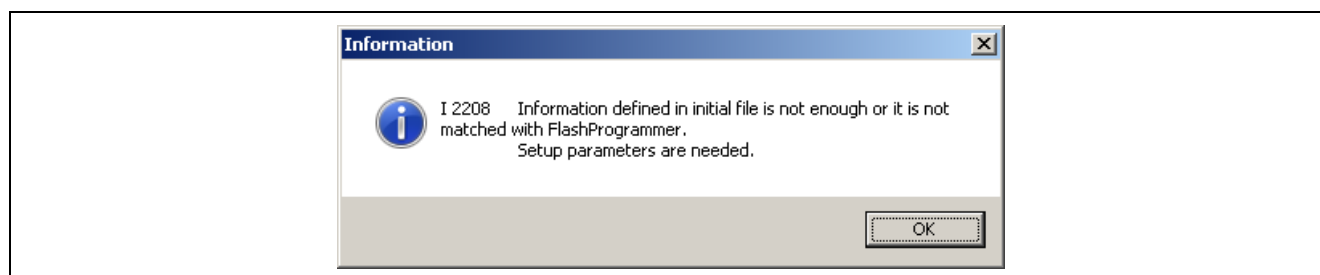 Information
I 2208 Information defined in initial file is not enough or it is not
matched with FlashProgrammer.
Setup parameters are needed.
OK